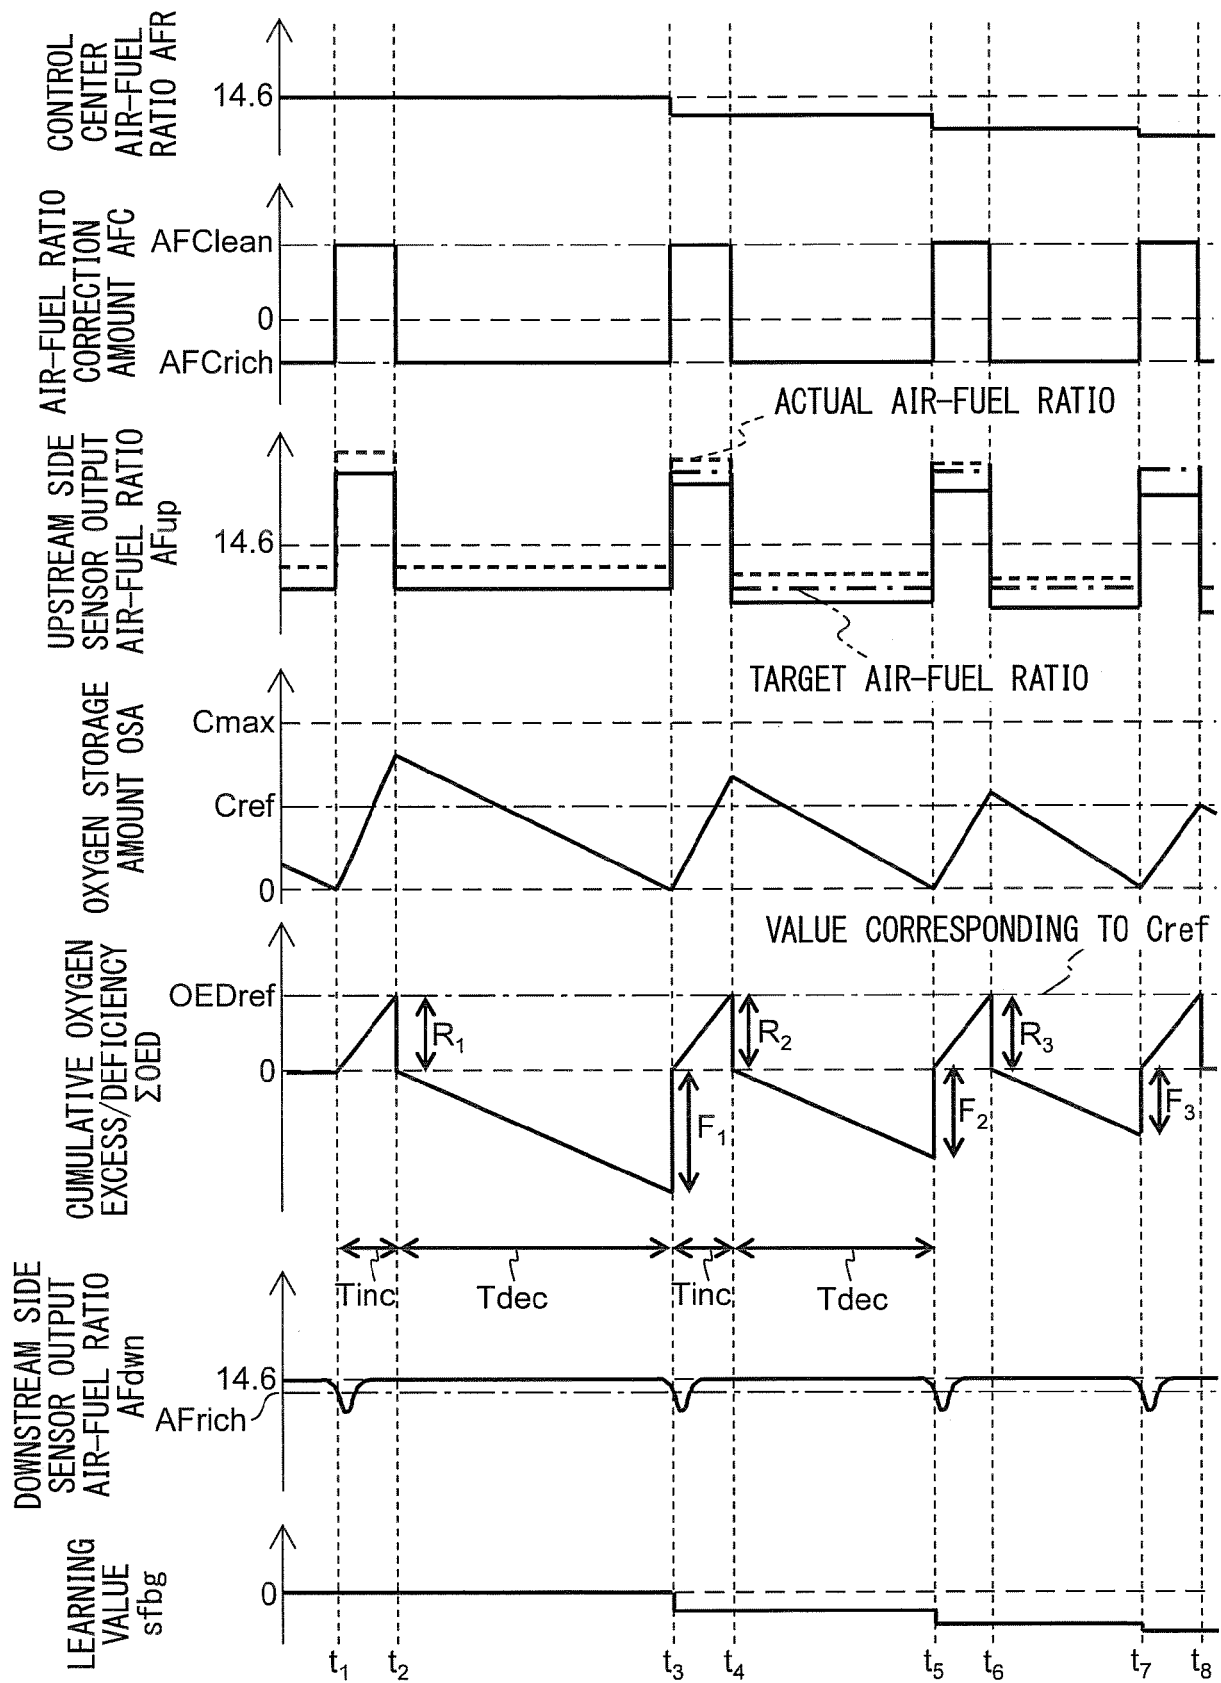 CONTROL
CENTER
AIR-FUEL
RATIO AFR
14.6
AIR-FUEL RATIO
CORRECTION
AMOUNT AFC
AFClean
0
AFCrich
ACTUAL AIR-FUEL RATIO
UPSTREAM SIDE
SENSOR OUTPUT
AIR-FUEL RATIO
AFup
14.6
TARGET AIR-FUEL RATIO
OXYGEN STORAGE
AMOUNT OSA
Cmax
Cref
0
VALUE CORRESPONDING TO Cref
CUMULATIVE OXYGEN
EXCESS/DEFICIENCY
ΣOED
OEDref
0
R1
R2
R3
F1
F2
F3
Tinc
Tdec
Tinc
Tdec
DOWNSTREAM SIDE
SENSOR OUTPUT
AIR-FUEL RATIO
AFdwn
14.6
AFrich
LEARNING
VALUE
sfbg
0
t1 t2 t3 t4 t5 t6 t7 t8